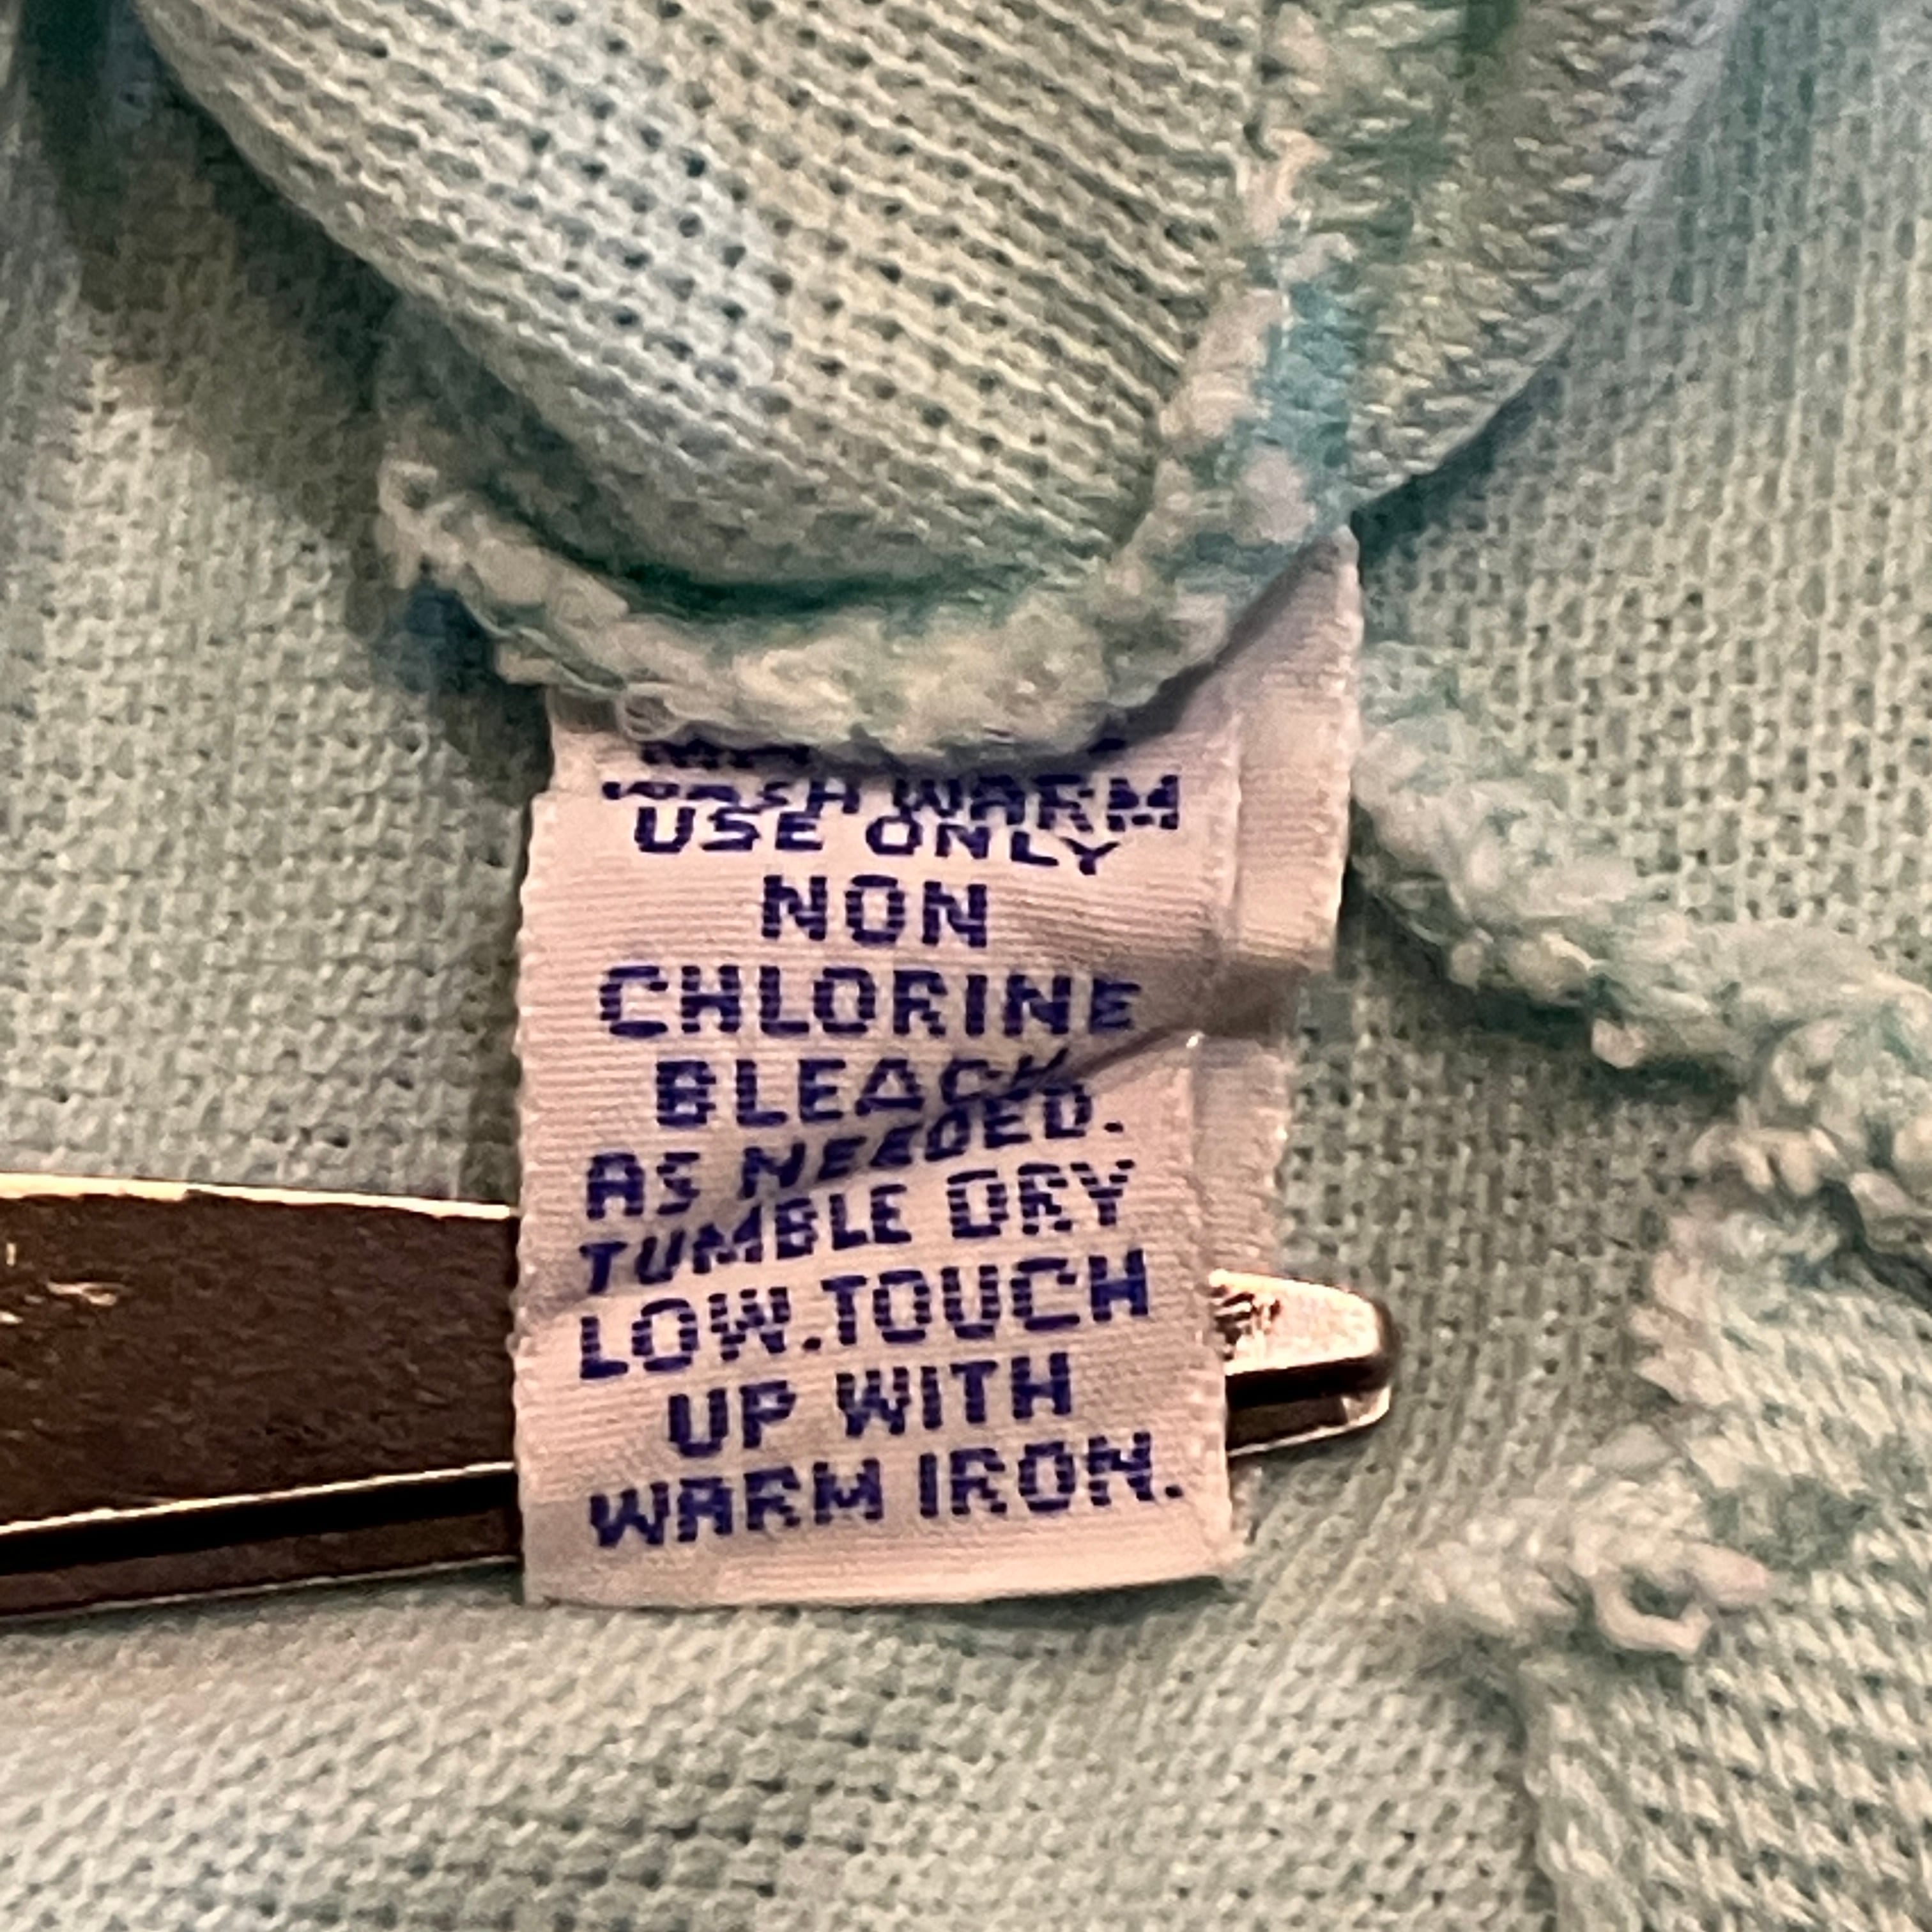 WASH WARM
USE ONLY
NON
CHLORINE
BLEACH
AS NEEDED.
TUMBLE DRY
LOW.TOUCH
UP WITH
WARM IRON.